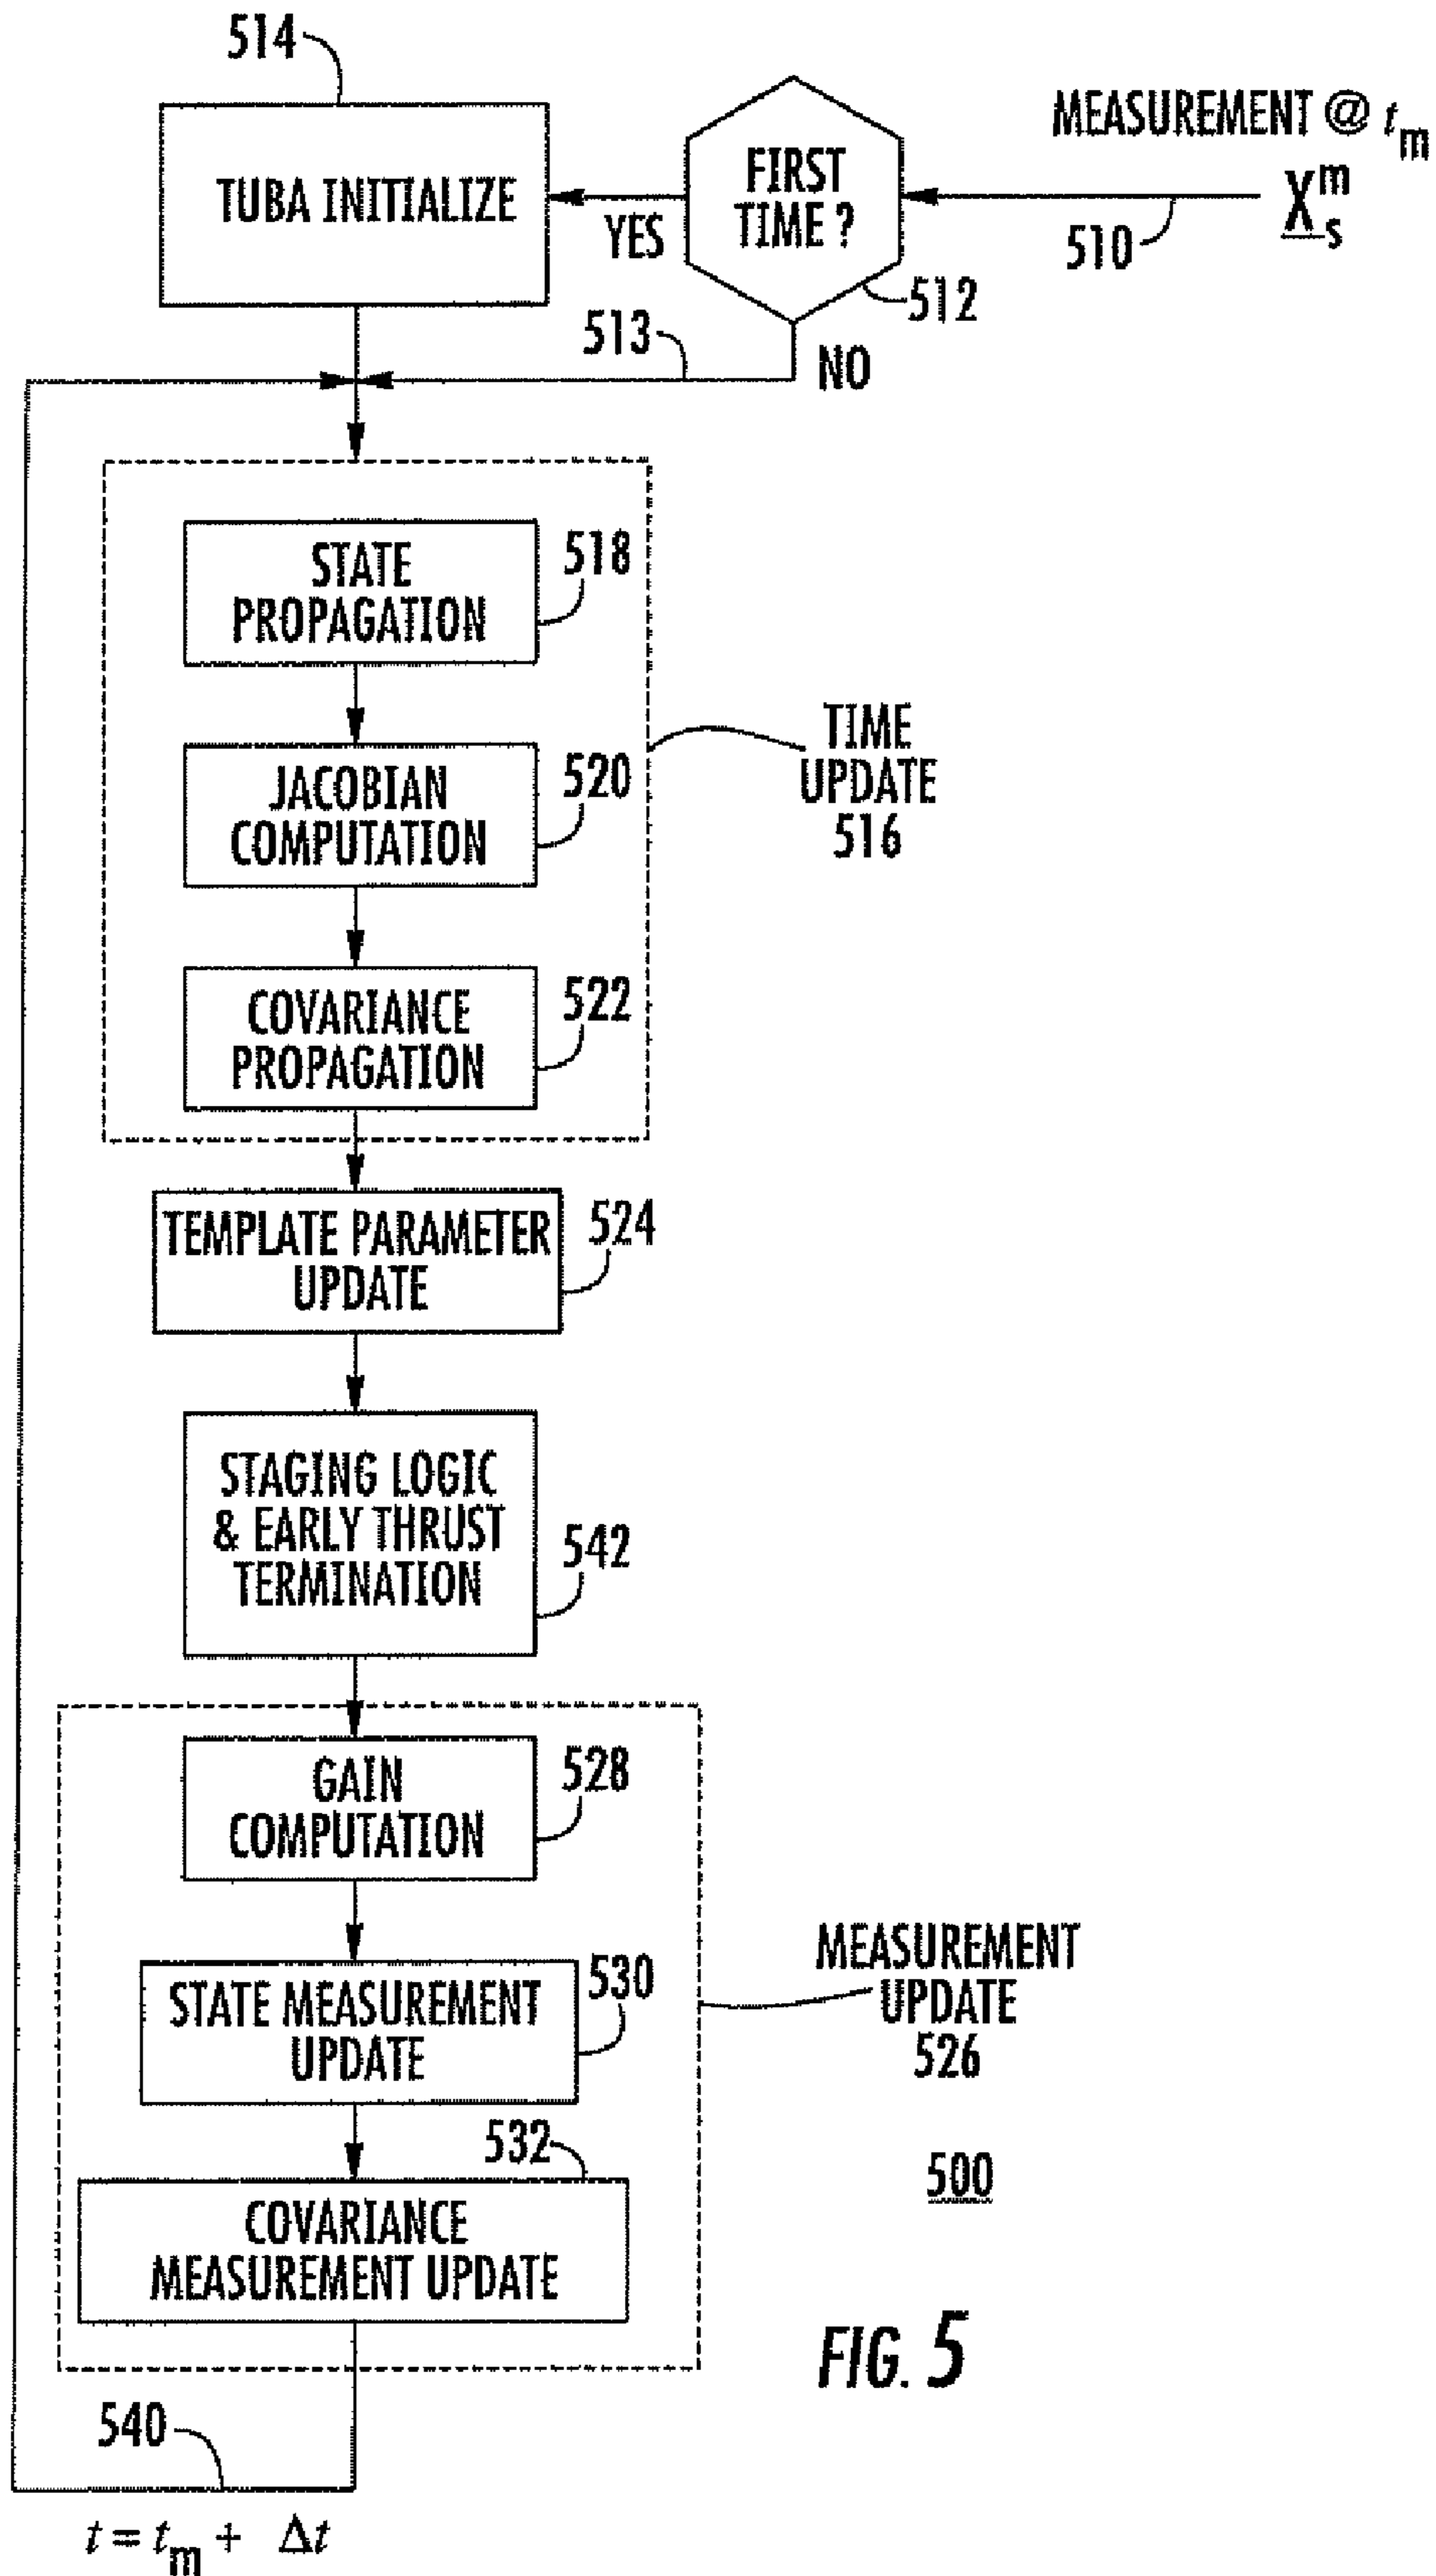 514
MEASUREMENT @ tm
TUBA INITIALIZE
FIRST
TIME ?
YES
X m s
510
512
513
NO
STATE
PROPAGATION
518
JACOBIAN
COMPUTATION
520
TIME
UPDATE
516
COVARIANCE
PROPAGATION
522
TEMPLATE PARAMETER
UPDATE
524
STAGING LOGIC
& EARLY THRUST
TERMINATION
542
GAIN
COMPUTATION
528
STATE MEASUREMENT
UPDATE
530
MEASUREMENT
UPDATE
526
532
COVARIANCE
MEASUREMENT UPDATE
500
FIG. 5
540
t = tm + Δt